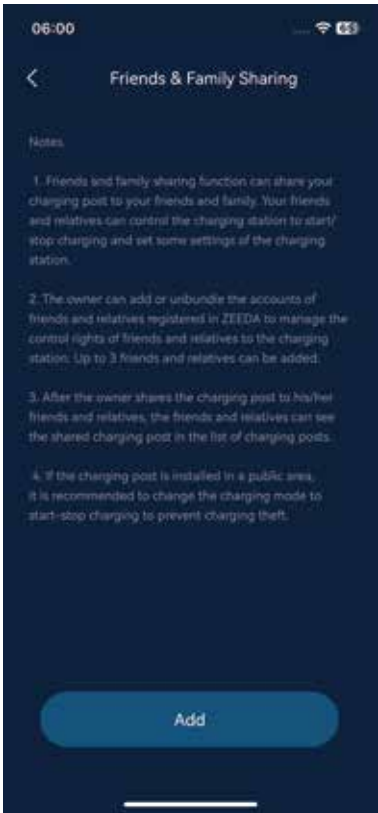 06:00
Friends & Family Sharing
Notes
1. Friends and family sharing function can share your
charging post to your friends and family. Your friends
and relatives can control the charging station to start/
stop charging and set some settings of the charging
station.
2. The owner can add or unbundle the accounts of
friends and relatives registered in ZEEDA to manage the
control rights of friends and relatives to the charging
station. Up to 3 friends and relatives can be added.
3. After the owner shares the charging post to his/her
friends and relatives, the friends and relatives can see
the shared charging post in the list of charging posts.
4. If the charging post is installed in a public area,
it is recommended to change the charging mode to
start-stop charging to prevent charging theft.
Add